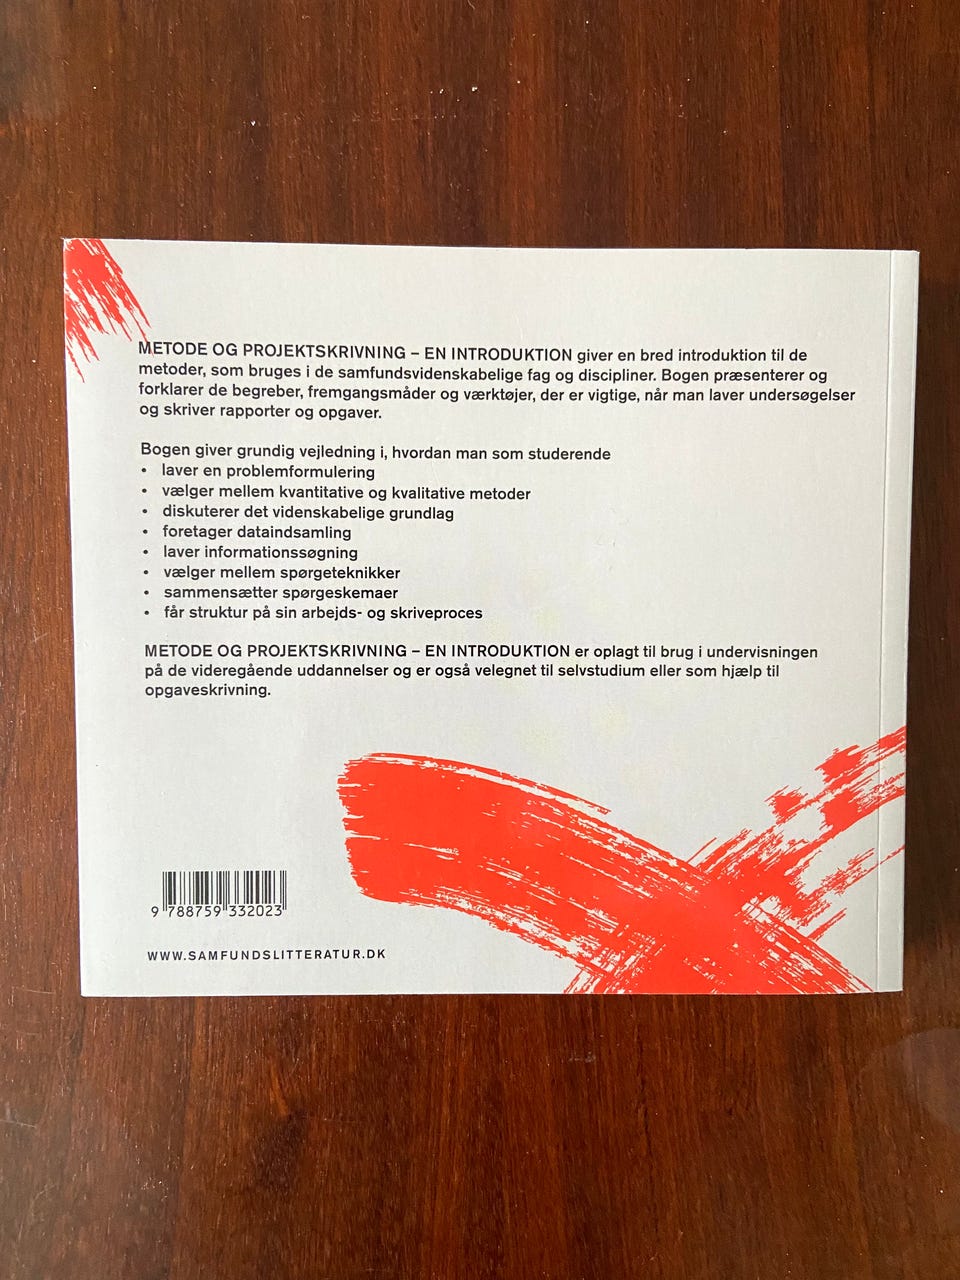 METODE OG PROJEKTSKRIVNING – EN INTRODUKTION giver en bred introduktion til de
metoder, som bruges i de samfundsvidenskabelige fag og discipliner. Bogen præsenterer og
forklarer de begreber, fremgangsmåder og værktøjer, der er vigtige, når man laver undersøgelser
og skriver rapporter og opgaver.
Bogen giver grundig vejledning i, hvordan man som studerende
• laver en problemformulering
• vælger mellem kvantitative og kvalitative metoder
• diskuterer det videnskabelige grundlag
• foretager dataindsamling
• laver informationssøgning
• vælger mellem spørgeteknikker
• sammensætter spørgeskemaer
• får struktur på sin arbejds- og skriveproces
METODE OG PROJEKTSKRIVNING – EN INTRODUKTION er oplagt til brug i undervisningen
på de videregående uddannelser og er også velegnet til selvstudium eller som hjælp til
opgaveskrivning.
9 788759 332023
WWW.SAMFUNDSLITTERATUR.DK